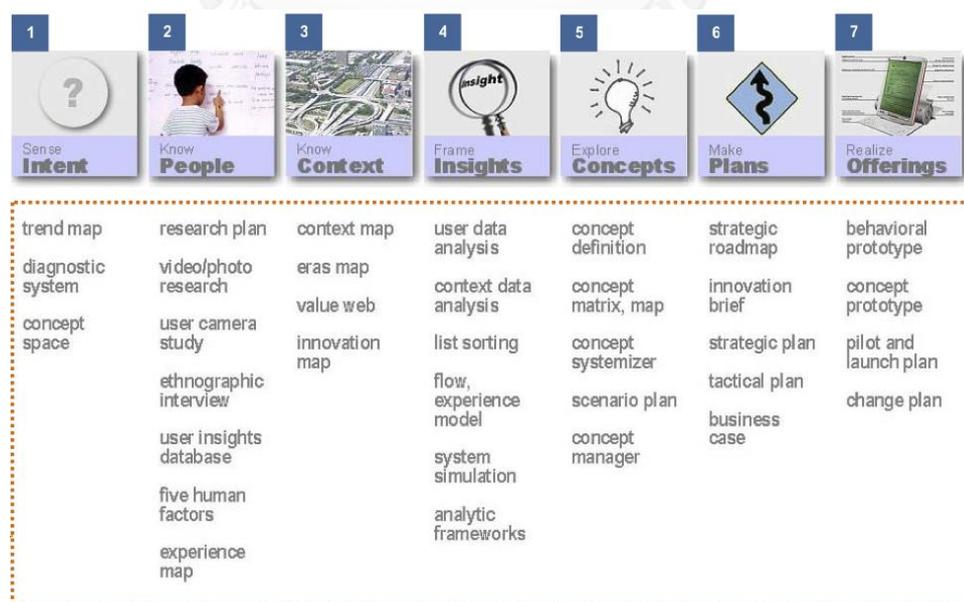 1
2
3
4
5
6
7
?
insight
Sense
Intent
Know
People
Know
Context
Frame
Insights
Explore
Concepts
Make
Plans
Realize
Offerings
trend map
diagnostic
system
concept
space
research plan
video/photo
research
user camera
study
ethnographic
interview
user insights
database
five human
factors
experience
map
context map
eras map
value web
innovation
map
user data
analysis
context data
analysis
list sorting
flow,
experience
model
system
simulation
analytic
frameworks
concept
definition
concept
matrix, map
concept
systemizer
scenario plan
concept
manager
strategic
roadmap
innovation
brief
strategic plan
tactical plan
business
case
behavioral
prototype
concept
prototype
pilot and
launch plan
change plan